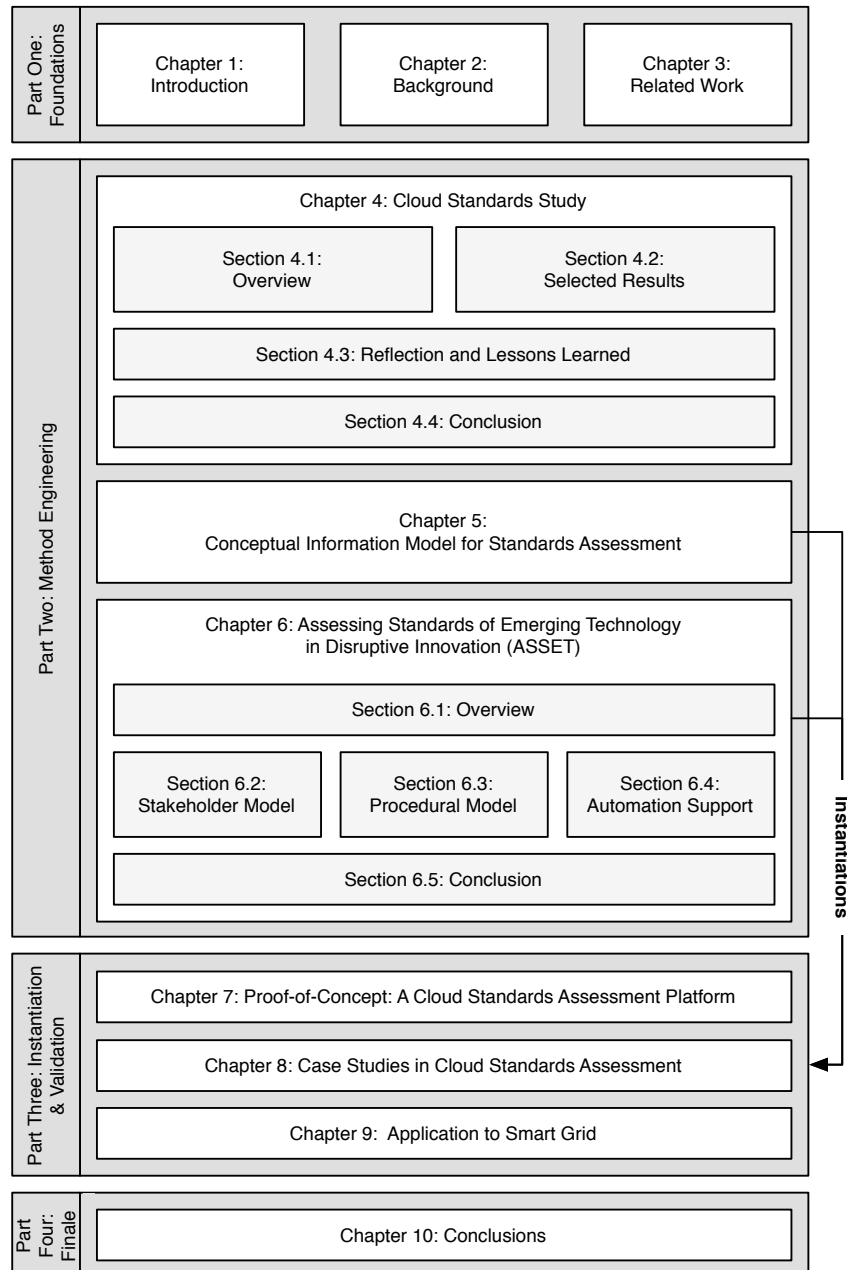 Part One:
Foundations
Chapter 1:
Introduction
Chapter 2:
Background
Chapter 3:
Related Work
Part Two: Method Engineering
Chapter 4: Cloud Standards Study
Section 4.1:
Overview
Section 4.2:
Selected Results
Section 4.3: Reflection and Lessons Learned
Section 4.4: Conclusion
Chapter 5:
Conceptual Information Model for Standards Assessment
Chapter 6: Assessing Standards of Emerging Technology
in Disruptive Innovation (ASSET)
Section 6.1: Overview
Section 6.2:
Stakeholder Model
Section 6.3:
Procedural Model
Section 6.4:
Automation Support
Section 6.5: Conclusion
Instantiations
Part Three: Instantiation
& Validation
Chapter 7: Proof-of-Concept: A Cloud Standards Assessment Platform
Chapter 8: Case Studies in Cloud Standards Assessment
Chapter 9: Application to Smart Grid
Part
Four:
Finale
Chapter 10: Conclusions